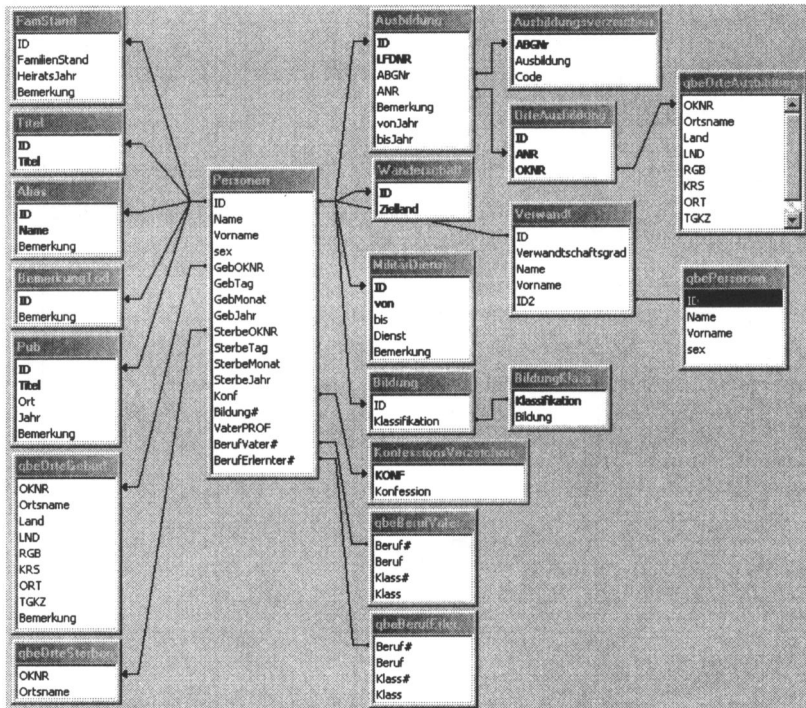 FamStand
ID
FamilienStand
HeiratsJahr
Bemerkung
Titel
ID
Titel
Alias
ID
Name
Bemerkung
BemerkungTod
ID
Bemerkung
Pub
ID
Titel
Ort
Jahr
Bemerkung
qbeOrteGeburt
OKNR
Ortsname
Land
LND
RGB
KRS
ORT
TGKZ
Bemerkung
qbeOrteSterben
OKNR
Ortsname
Personen
ID
Name
Vorname
sex
GebOKNR
GebTag
GebMonat
GebJahr
SterbeOKNR
SterbeTag
SterbeMonat
SterbeJahr
Konf
Bildung#
VaterPROF
BerufVater#
BerufErlernter#
Ausbildung
ID
LFDNR
ABGNr
ANR
Bemerkung
vonJahr
bisJahr
Wanderschaft
ID
Zielland
MilitärDienst
ID
von
bis
Dienst
Bemerkung
Bildung
ID
Klassifikation
KonfessionsVerzeichnis
KONF
Konfession
qbeBerufVater
Beruf#
Beruf
Klass#
Klass
qbeBerufErler
Beruf#
Beruf
Klass#
Klass
Ausbildungsverzeichnis
ABGNr
Ausbildung
Code
OrteAusbildung
ID
ANR
OKNR
Verwandt
ID
Verwandtschaftsgrad
Name
Vorname
ID2
BildungKlass
Klassifikation
Bildung
qbeOrteAusbildung
OKNR
Ortsname
Land
LND
RGB
KRS
ORT
TGKZ
qbePersonen
ID
Name
Vorname
sex